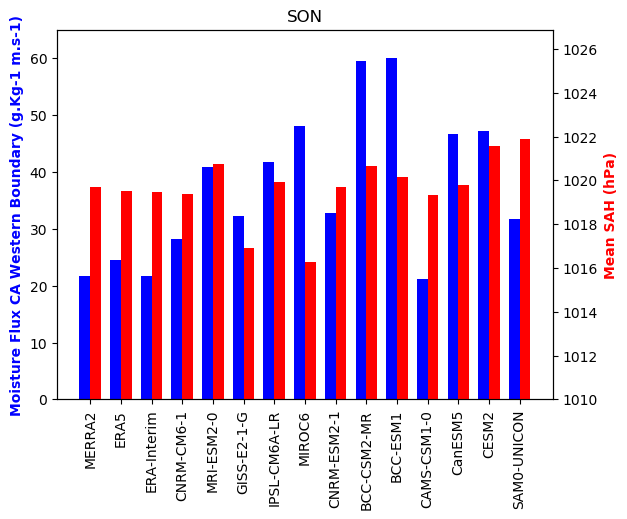 SON
Moisture Flux CA Western Boundary (g.Kg-1 m.s-1)
60
50
40
30
20
10
0
1026
1024
1022
1020
1018
1016
1014
1012
1010
Mean SAH (hPa)
MERRA2
ERA5
ERA-Interim
CNRM-CM6-1
MRI-ESM2-0
GISS-E2-1-G
IPSL-CM6A-LR
MIROC6
CNRM-ESM2-1
BCC-CSM2-MR
BCC-ESM1
CAMS-CSM1-0
CanESM5
CESM2
SAM0-UNICON